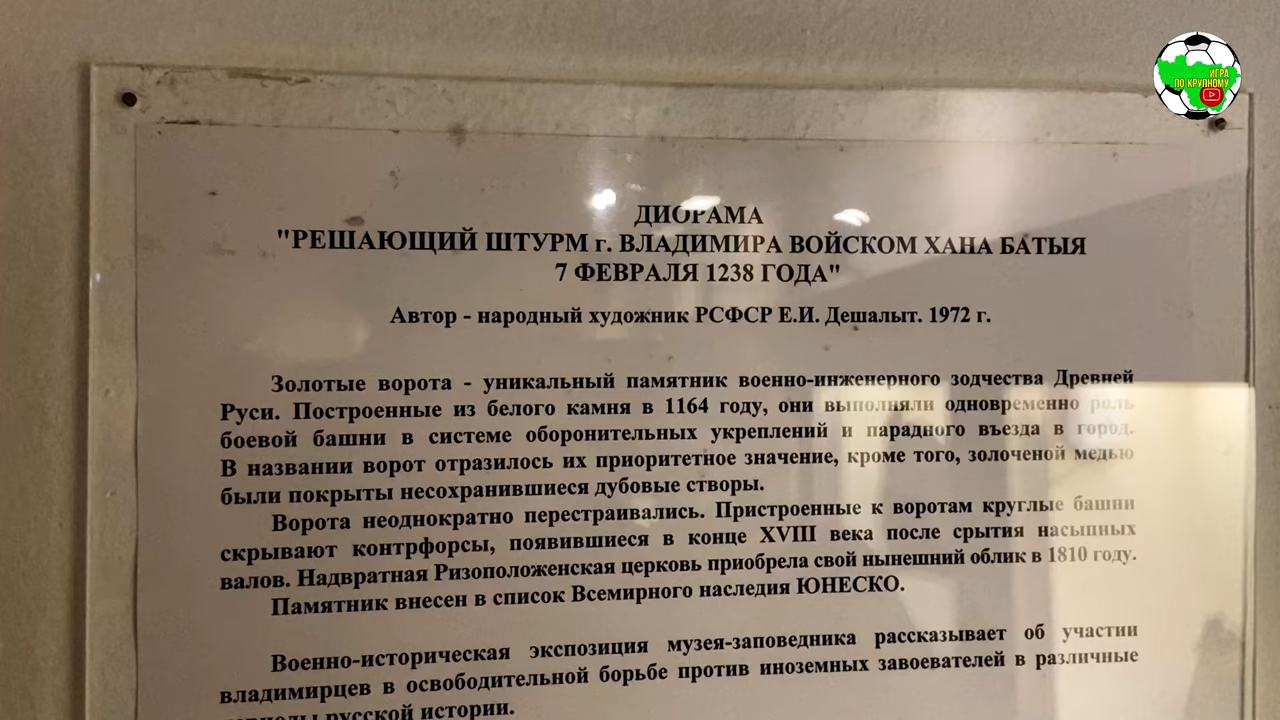 ИГРА
ПО КРУПНОМУ
ДИОРАМА
"РЕШАЮЩИЙ ШТУРМ г. ВЛАДИМИРА ВОЙСКОМ ХАНА БАТЫЯ
7 ФЕВРАЛЯ 1238 ГОДА"
Автор - народный художник РСФСР Е.И. Дешалыт. 1972 г.
Золотые ворота - уникальный памятник военно-инженерного зодчества Древней
Руси. Построенные из белого камня в 1164 году, они выполняли одновременно роль
боевой башни в системе оборонительных укреплений и парадного въезда в город.
В названии ворот отразилось их приоритетное значение, кроме того, золоченой медью
были покрыты несохранившиеся дубовые створы.
Ворота неоднократно перестраивались. Пристроенные к воротам круглые башни
скрывают контрфорсы, появившиеся в конце XVIII века после срытия насыпных
валов. Надвратная Ризоположенская церковь приобрела свой нынешний облик в 1810 году.
Памятник внесен в список Всемирного наследия ЮНЕСКО.
Военно-историческая экспозиция музея-заповедника рассказывает об участии
владимирцев в освободительной борьбе против иноземных завоевателей в различные
периоды русской истории.